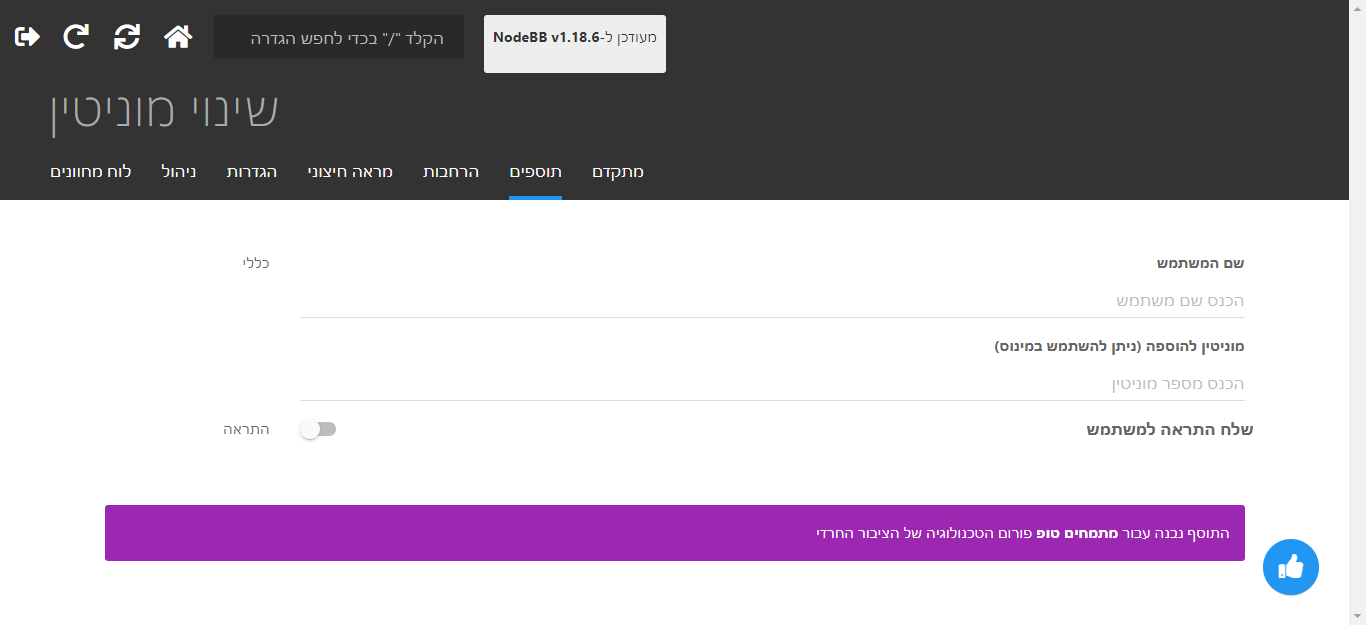 הקלד "/" בכדי לחפש הגדרה
מעודכן ל-NodeBB v1.18.6
שינוי מוניטין
לוח מחוונים
ניהול
הגדרות
מראה חיצוני
הרחבות
תוספים
מתקדם
כללי
שם המשתמש
הכנס שם משתמש
מוניטין להוספה (ניתן להשתמש במינוס)
הכנס מספר מוניטין
התראה
שלח התראה למשתמש
התוסף נבנה עבור מתמחים טופ פורום הטכנולוגיה של הציבור החרדי